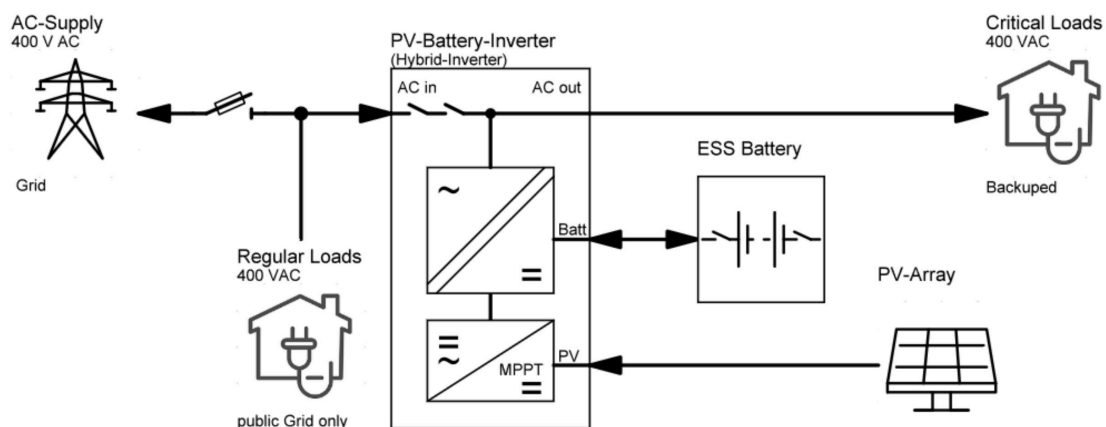 AC-Supply
400 V AC
Grid
Regular Loads
400 VAC
public Grid only
PV-Battery-Inverter
(Hybrid-Inverter)
AC in
AC out
~
=
Batt
=
~
MPPT
=
PV
ESS Battery
PV-Array
Critical Loads
400 VAC
Backuped